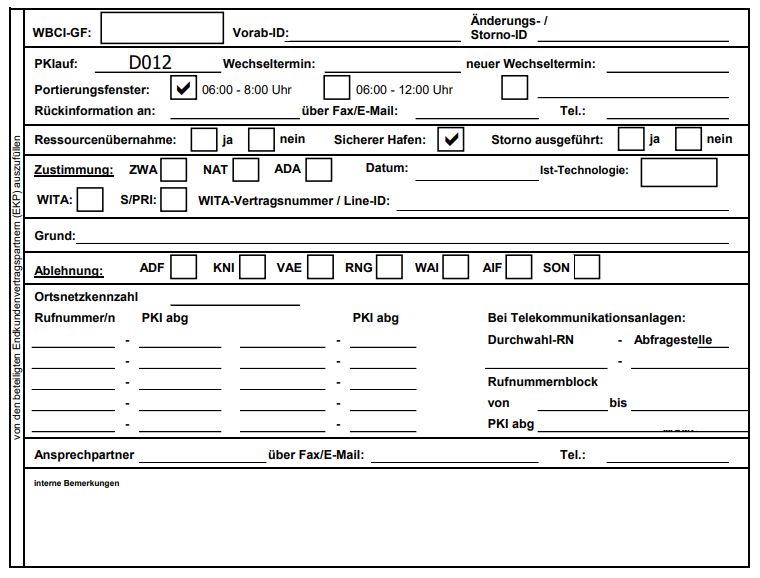 WBCI-GF: Vorab-ID: Änderungs- / Storno-ID
PKIauf: D012 Wechseltermin: neuer Wechseltermin:
Portierungsfenster: 06:00 - 8:00 Uhr 06:00 - 12:00 Uhr
Rückinformation an: über Fax/E-Mail: Tel.:
Ressourcenübernahme: ja nein Sicherer Hafen: Storno ausgeführt: ja nein
Zustimmung: ZWA NAT ADA Datum: Ist-Technologie:
WITA: S/PRI: WITA-Vertragsnummer / Line-ID:
Grund:
Ablehnung: ADF KNI VAE RNG WAI AIF SON
Ortsnetzkennzahl
Rufnummer/n PKI abg PKI abg Bei Telekommunikationsanlagen:
- - Durchwahl-RN - Abfragestelle
- - -
- - Rufnummernblock
- - von bis
- - PKI abg
Ansprechpartner über Fax/E-Mail: Tel.:
interne Bemerkungen
von den beteiligten Endkundenvertragspartnern (EKP) auszufüllen